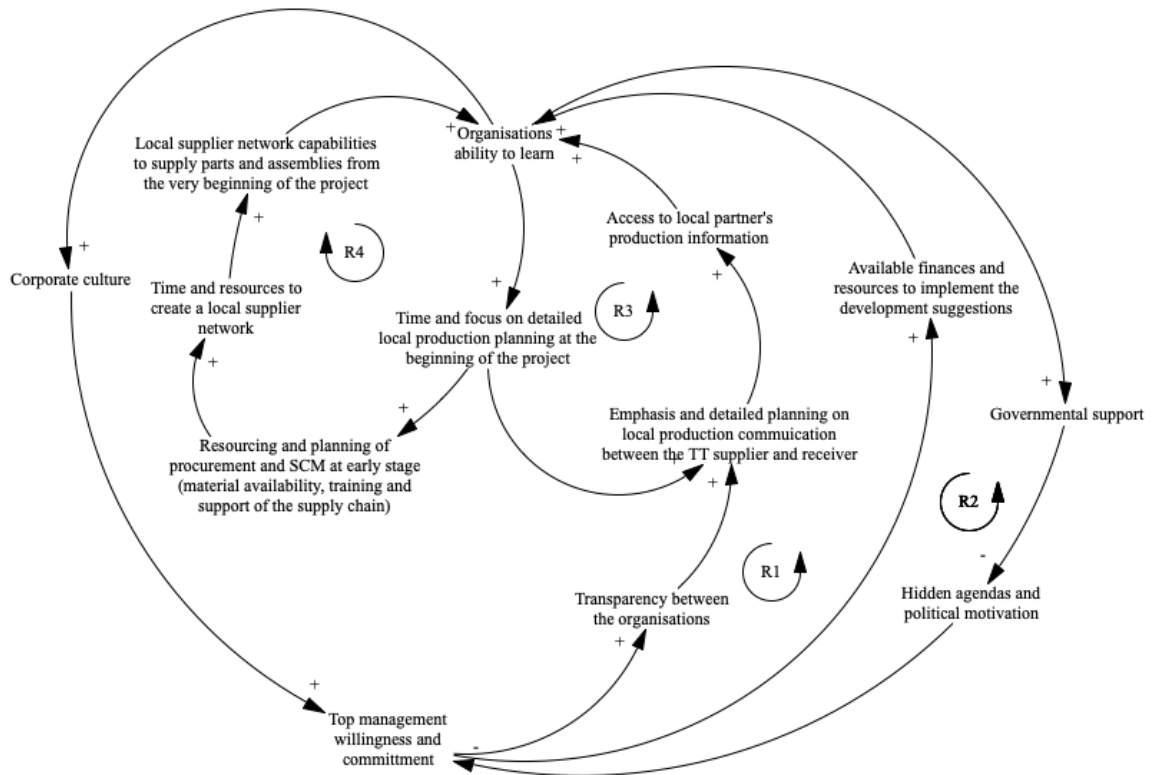 Local supplier network capabilities
to supply parts and assemblies from
the very beginning of the project
+
+
Organisations
ability to learn
+
+
Access to local partner's
production information
+
+
Corporate culture
Time and resources to
create a local supplier
network
R4
+
Time and focus on detailed
local production planning at the
beginning of the project
R3
+
Available finances and
resources to implement the
development suggestions
+
+
+
+
Governmental support
Resourcing and planning of
procurement and SCM at early stage
(material availability, training and
support of the supply chain)
Emphasis and detailed planning on
local production commuication
between the TT supplier and receiver
+
+
R2
R1
-
Transparency between
the organisations
+
Hidden agendas and
political motivation
+
Top management
willingness and
committment
-